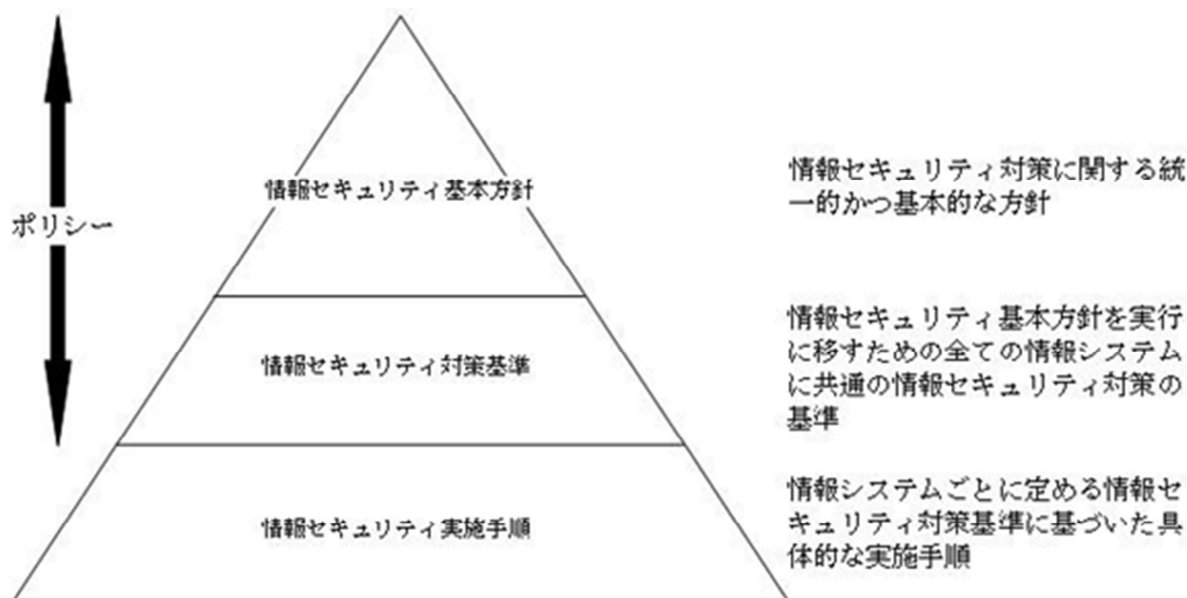 情報セキュリティ基本方針
情報セキュリティ対策に関する統
一的かつ基本的な方針
ポリシー
情報セキュリティ対策基準
情報セキュリティ基本方針を実行
に移すための全ての情報システム
に共通の情報セキュリティ対策の
基準
情報セキュリティ実施手順
情報システムごとに定める情報セ
キュリティ対策基準に基づいた具
体的な実施手順